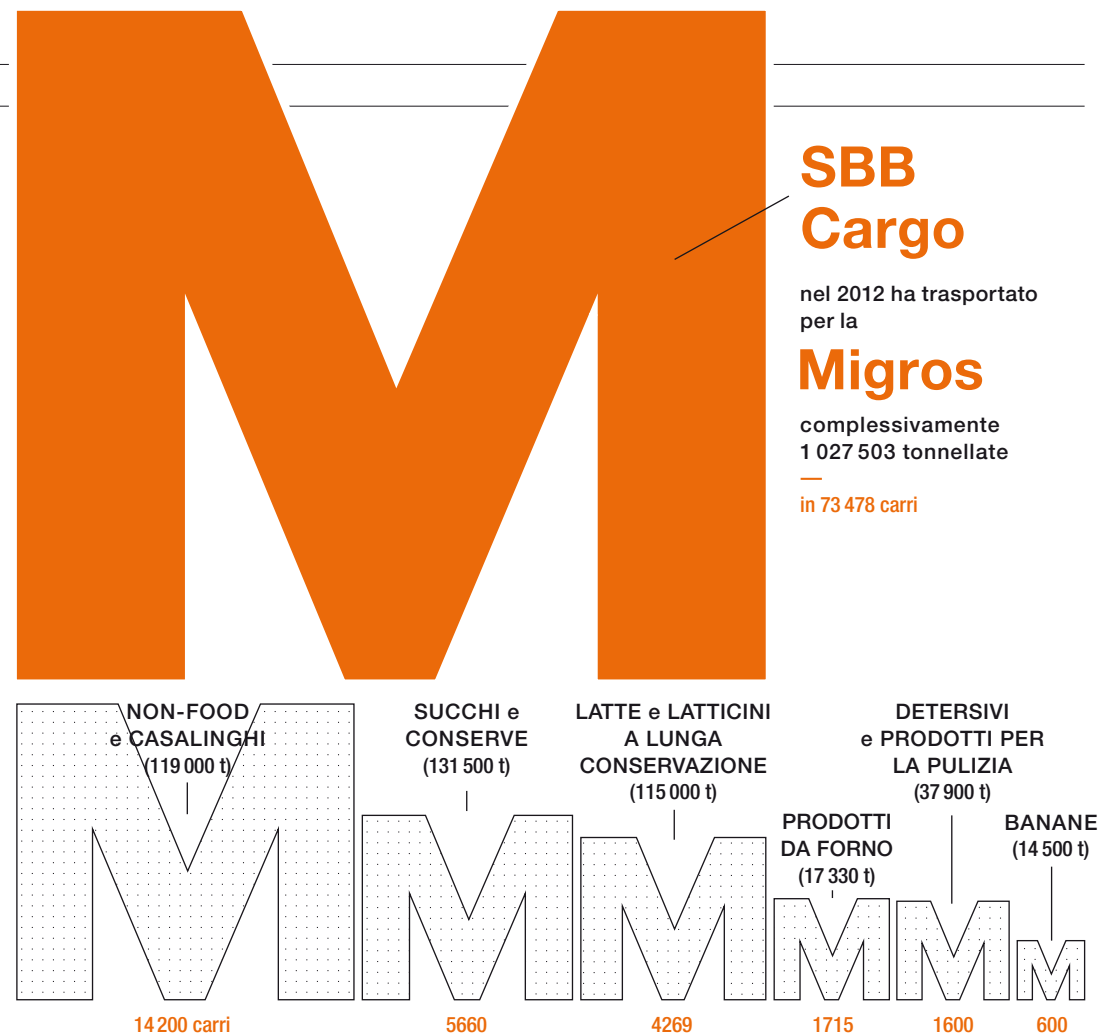 SBB
Cargo
nel 2012 ha trasportato
per la
Migros
complessivamente
1 027 503 tonnellate
—
in 73 478 carri
NON-FOOD
e CASALINGHI
(119 000 t)
SUCCHI e
CONSERVE
(131 500 t)
LATTE e LATTICINI
A LUNGA
CONSERVAZIONE
(115 000 t)
PRODOTTI
DA FORNO
(17 330 t)
DETERSIVI
e PRODOTTI PER
LA PULIZIA
(37 900 t)
BANANE
(14 500 t)
14 200 carri
5660
4269
1715
1600
600